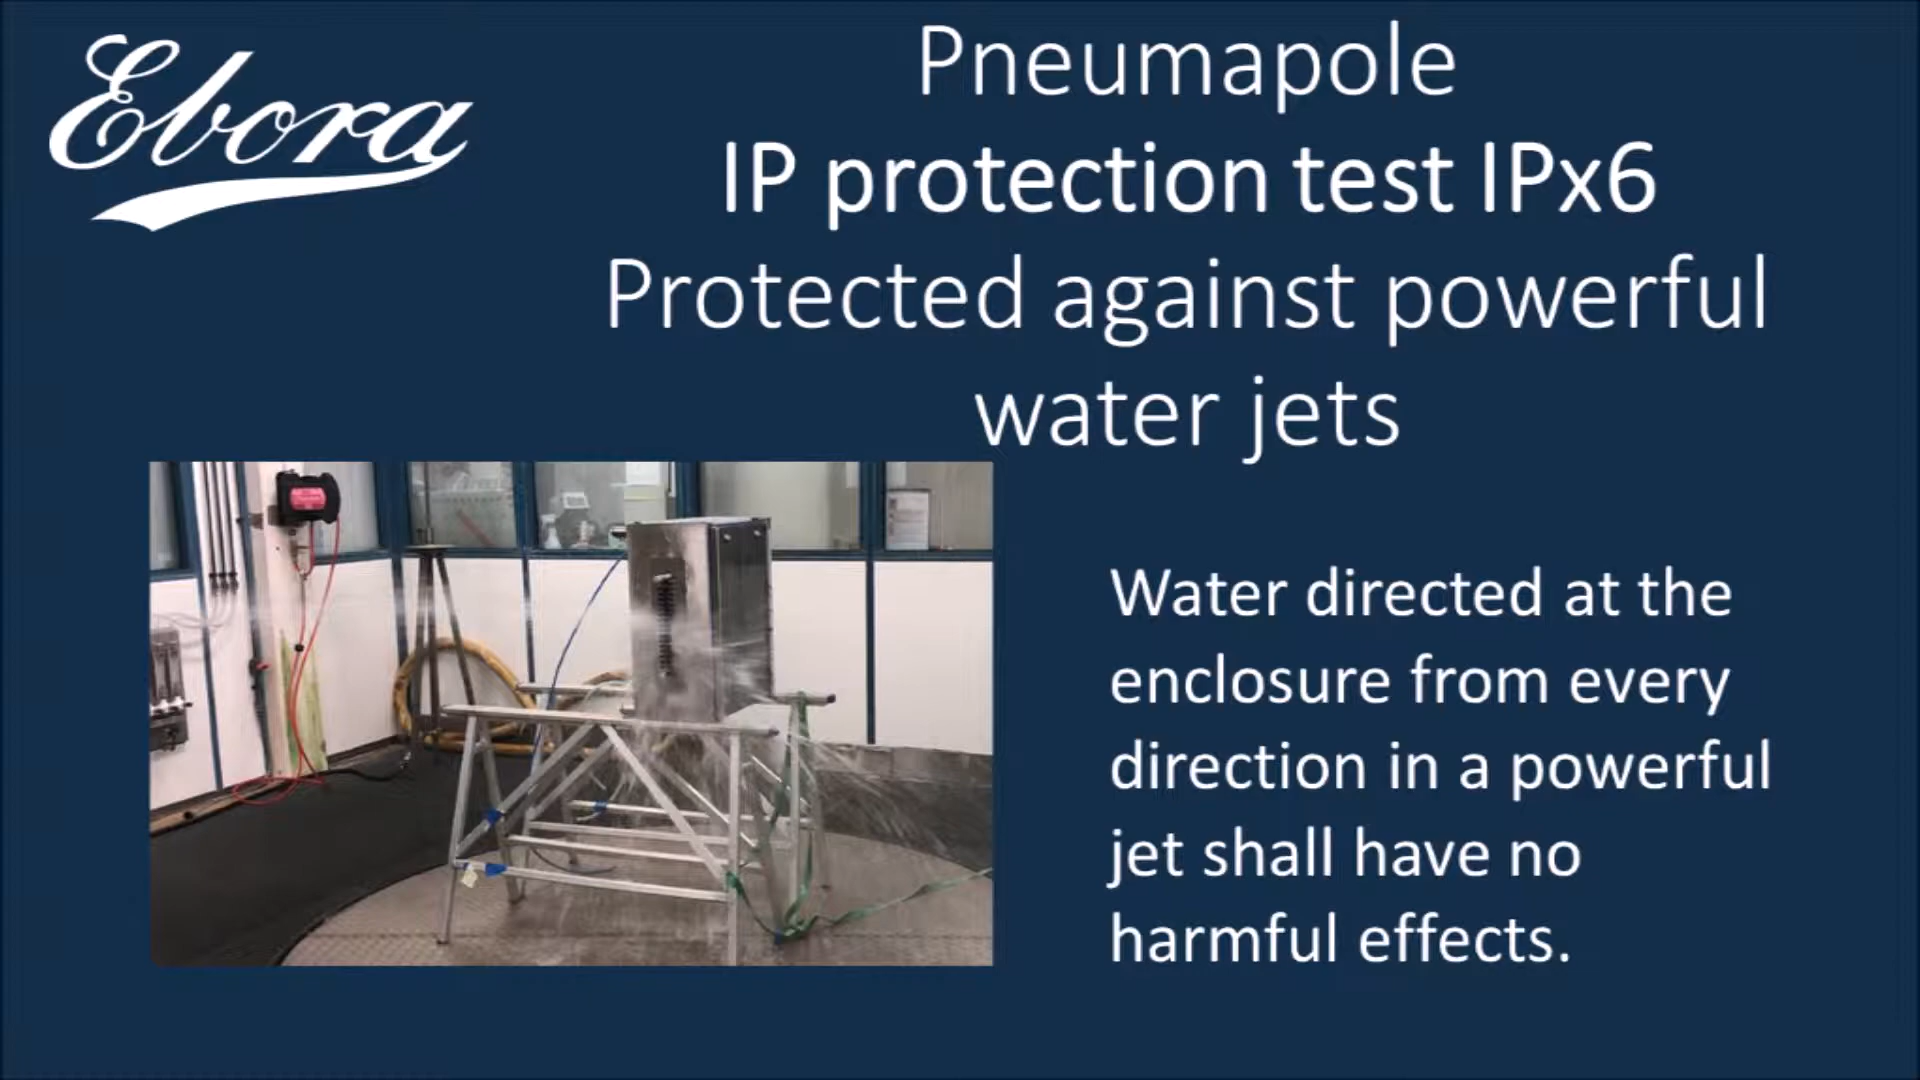 Ebora
Pneumapole
IP protection test IPx6
Protected against powerful
water jets
Water directed at the
enclosure from every
direction in a powerful
jet shall have no
harmful effects.